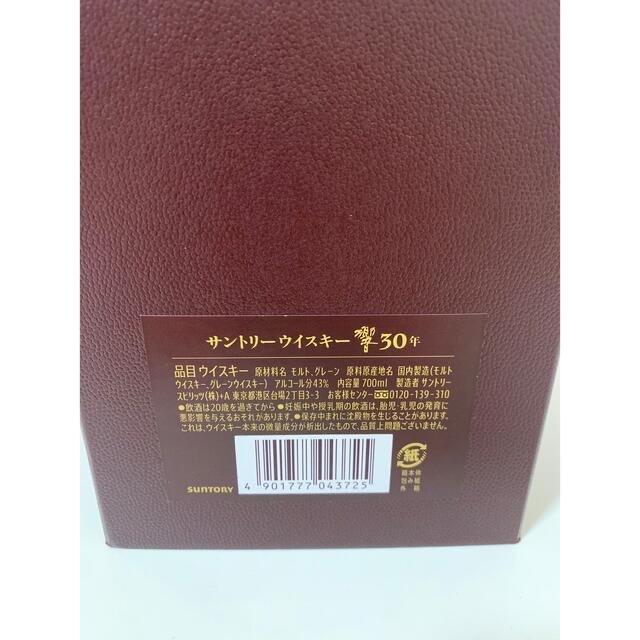 サントリーウイスキー 響 30年
品目 ウイスキー 原材料名 モルト、グレーン 原料原産地名 国内製造(モルト
ウイスキー、グレーンウイスキー) アルコール分43% 内容量700ml 製造者 サントリー
スピリッツ(株)+A 東京都港区台場2丁目3-3 お客様センター 0120-139-310
●飲酒は20歳を過ぎてから ●妊娠中や授乳期の飲酒は、胎児・乳児の発育に
悪影響を与えるおそれがあります。 ●保存中まれに沈殿物を生じることがあります。
これは、ウイスキー本来の微量成分が析出したもので、品質上問題ございません。
SUNTORY
4 901777 043725
紙
箱本体
包み紙
外箱